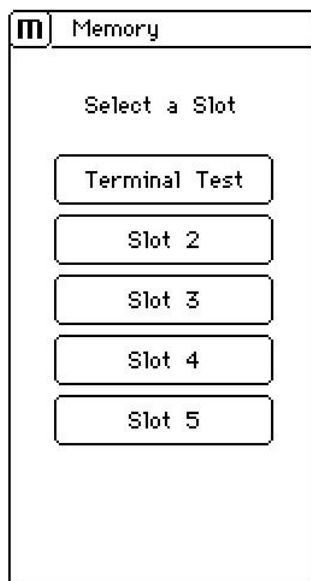 m Memory
Select a Slot
Terminal Test
Slot 2
Slot 3
Slot 4
Slot 5